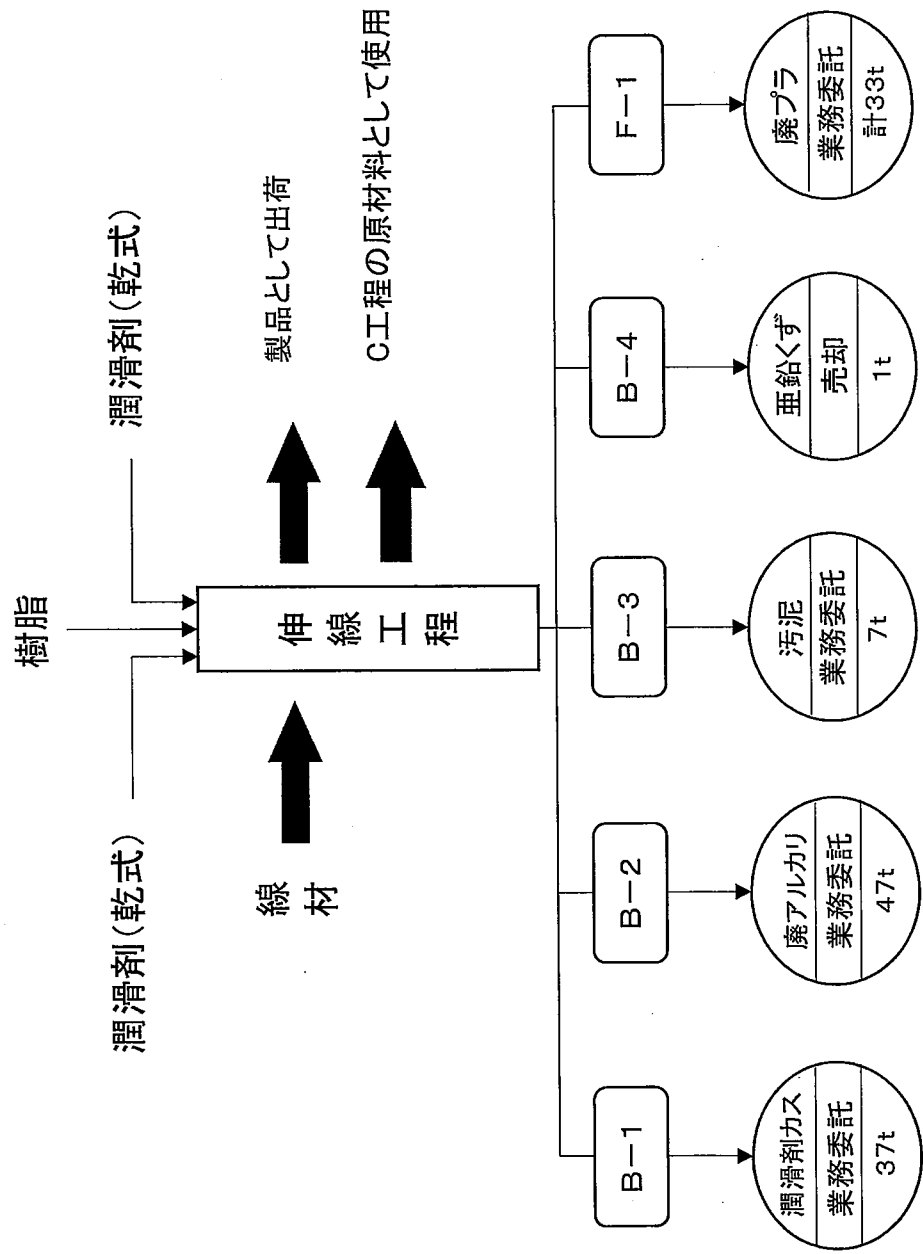 樹脂
潤滑剤(乾式)
潤滑剤(乾式)
線材
伸線工程
製品として出荷
C工程の原材料として使用
B－1
B－2
B－3
B－4
F－1
潤滑剤カス
業務委託
37t
廃アルカリ
業務委託
47t
汚泥
業務委託
7t
亜鉛くず
売却
1t
廃プラ
業務委託
計33t